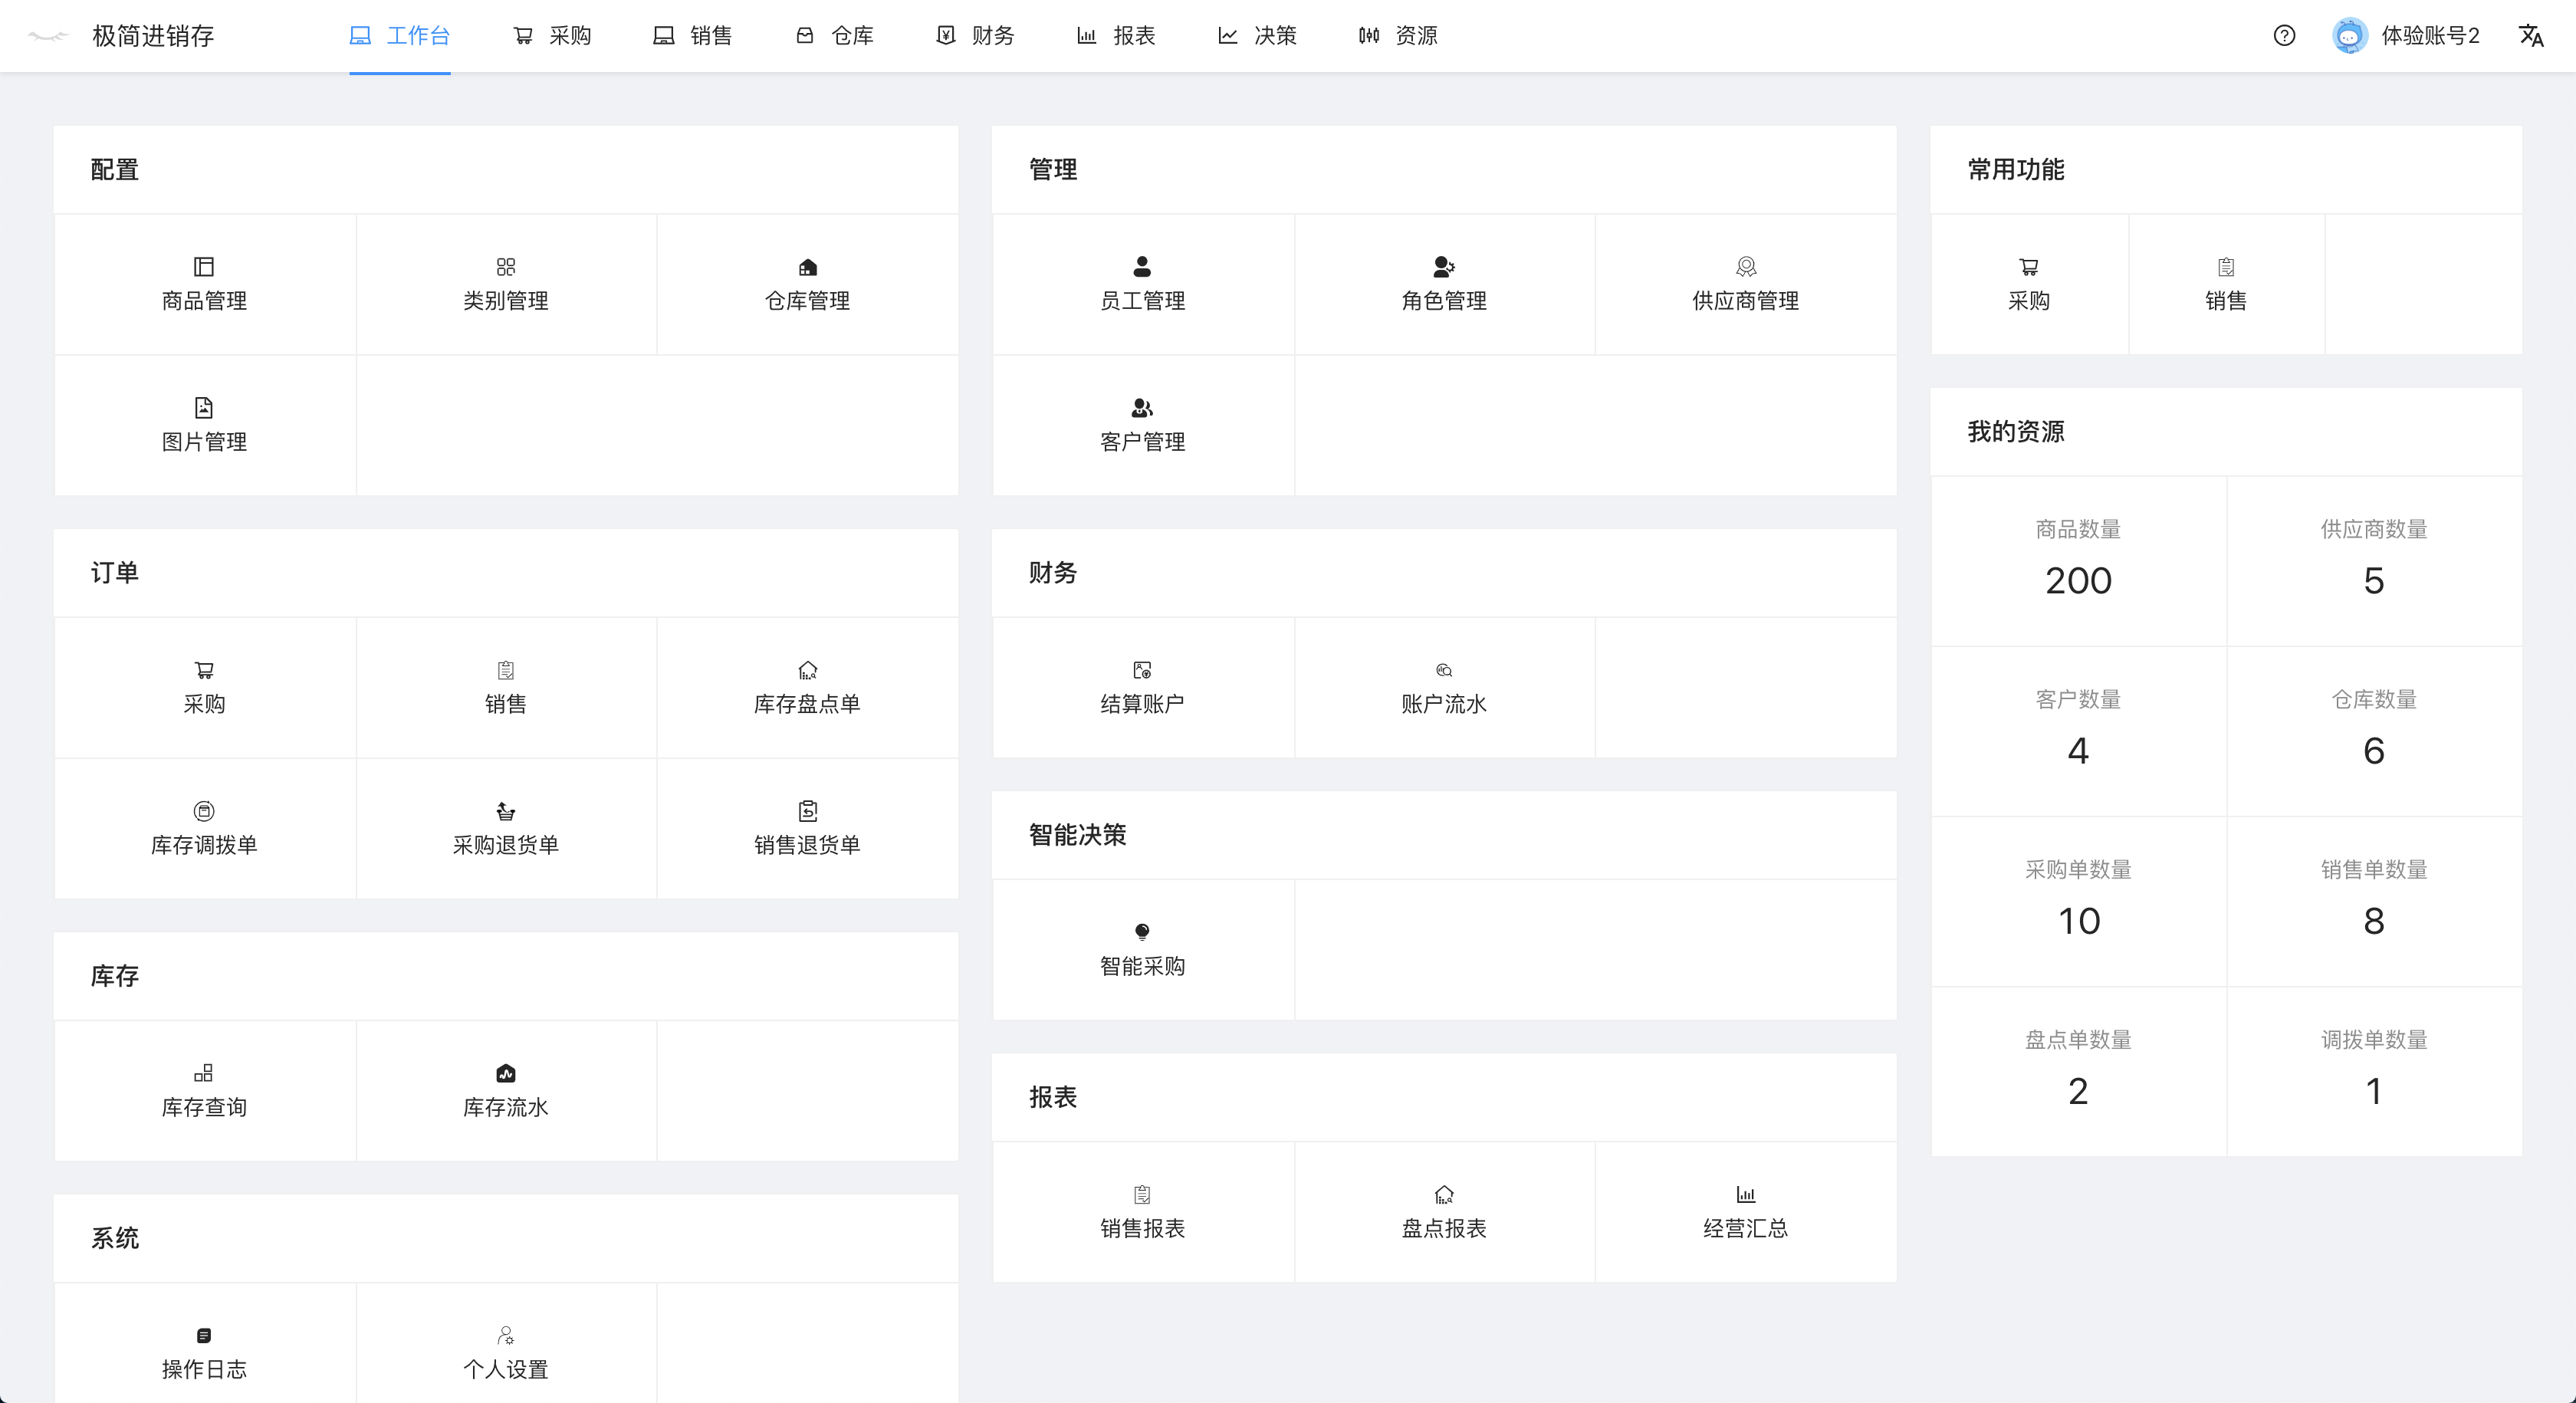 极简进销存 工作台 采购 销售 仓库 财务 报表 决策 资源 体验账号2
配置
商品管理 类别管理 仓库管理
图片管理
订单
采购 销售 库存盘点单
库存调拨单 采购退货单 销售退货单
库存
库存查询 库存流水
系统
操作日志 个人设置
管理
员工管理 角色管理 供应商管理
客户管理
财务
结算账户 账户流水
智能决策
智能采购
报表
销售报表 盘点报表 经营汇总
常用功能
采购 销售
我的资源
商品数量 供应商数量
200 5
客户数量 仓库数量
4 6
采购单数量 销售单数量
10 8
盘点单数量 调拨单数量
2 1